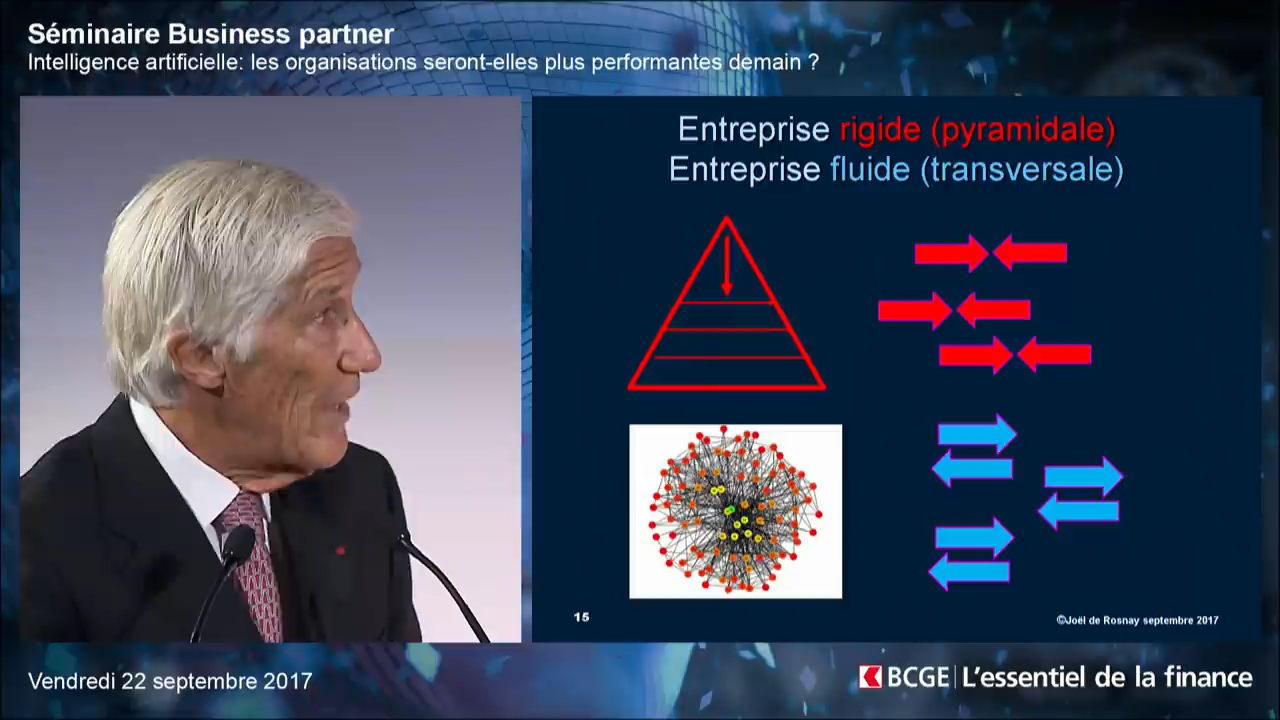 Séminaire Business partner
Intelligence artificielle: les organisations seront-elles plus performantes demain ?
Entreprise rigide (pyramidale)
Entreprise fluide (transversale)
15
©Joël de Rosnay septembre 2017
Vendredi 22 septembre 2017
BCGE L'essentiel de la finance